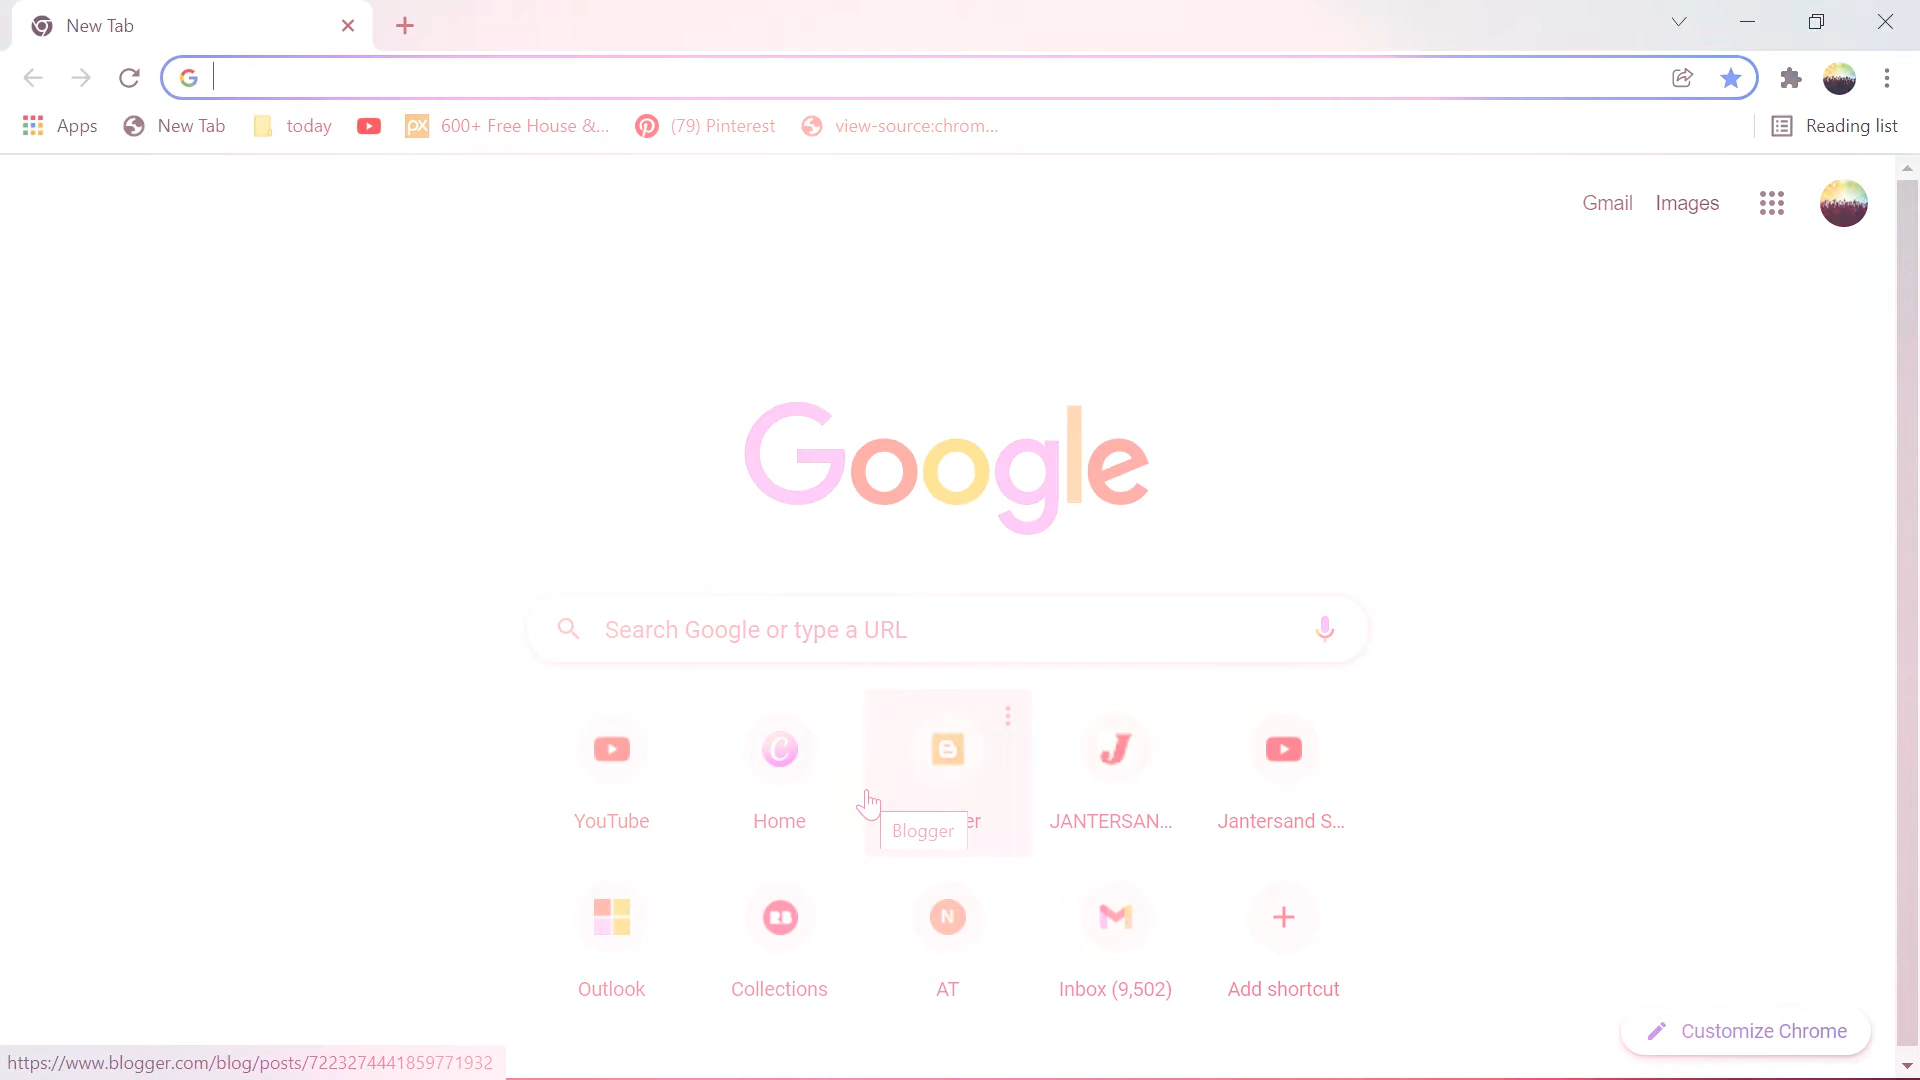 New Tab
Apps New Tab today 600+ Free House &... (79) Pinterest view-source:chrom... Reading list
Gmail Images
Google
Search Google or type a URL
YouTube Home er JANTERSAN... Jantersand S...
Blogger
Outlook Collections AT Inbox (9,502) Add shortcut
Customize Chrome
https://www.blogger.com/blog/posts/7223274441859771932